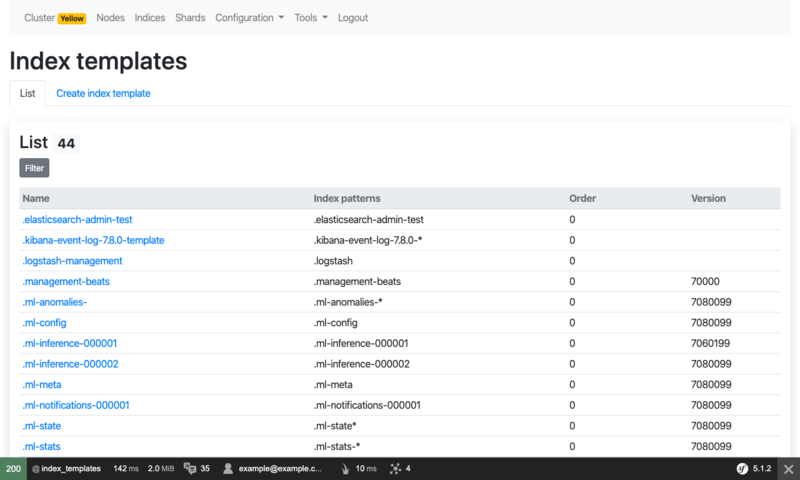 Cluster Yellow Nodes Indices Shards Configuration Tools Logout
Index templates
List Create index template
List 44
Filter
Name Index patterns Order Version
.elasticsearch-admin-test .elasticsearch-admin-test 0
.kibana-event-log-7.8.0-template .kibana-event-log-7.8.0-* 0
.logstash-management .logstash 0
.management-beats .management-beats 0 70000
.ml-anomalies- .ml-anomalies-* 0 7080099
.ml-config .ml-config 0 7080099
.ml-inference-000001 .ml-inference-000001 0 7060199
.ml-inference-000002 .ml-inference-000002 0 7080099
.ml-meta .ml-meta 0 7080099
.ml-notifications-000001 .ml-notifications-000001 0 7080099
.ml-state .ml-state* 0 7080099
.ml-stats .ml-stats-* 0 7080099
200 @ index_templates 142 ms 2.0 MiB 35 example@example.c... 10 ms 4 sf 5.1.2